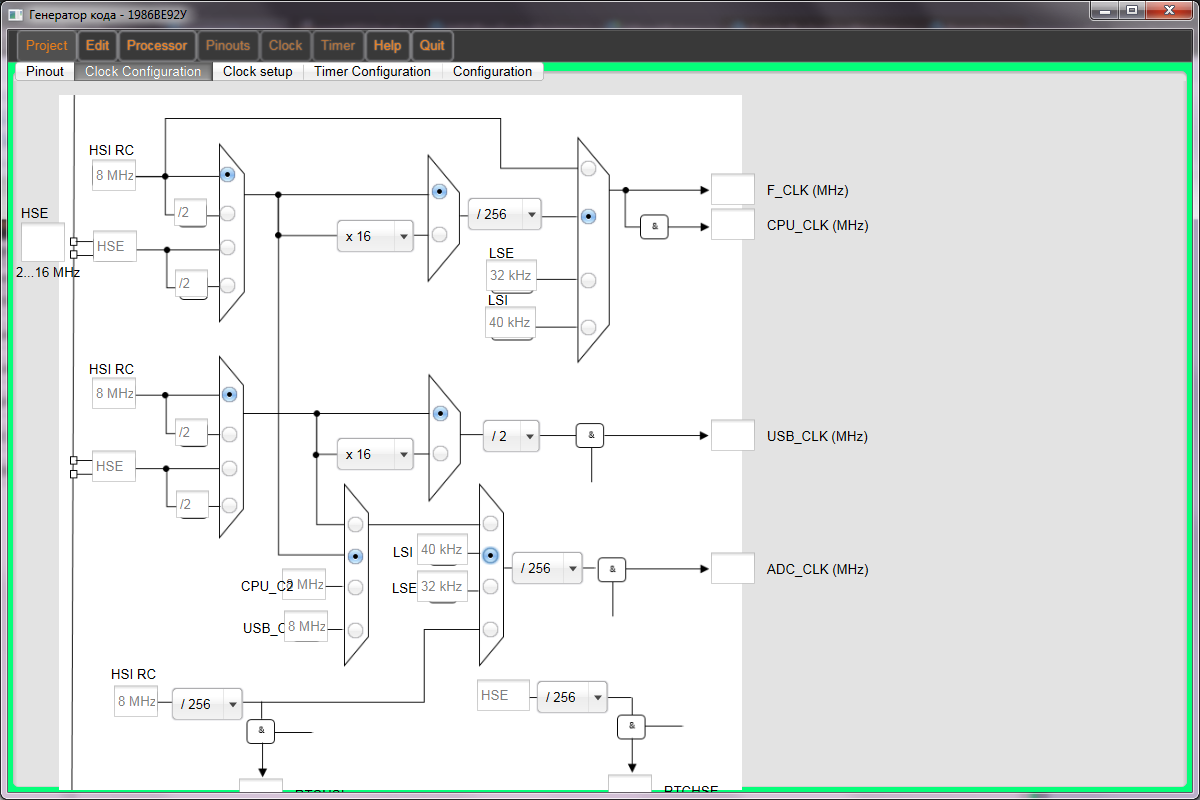 Генератор кода - 1986ВЕ92У
Project Edit Processor Pinouts Clock Timer Help Quit
Pinout Clock Configuration Clock setup Timer Configuration Configuration
HSI RC
8 MHz
/2
HSE
2...16 MHz
HSE
/2
x 16
/ 256
LSE
32 kHz
LSI
40 kHz
&
F_CLK (MHz)
CPU_CLK (MHz)
HSI RC
8 MHz
/2
HSE
/2
x 16
/ 2
&
USB_CLK (MHz)
LSI 40 kHz
LSE 32 kHz
/ 256
&
ADC_CLK (MHz)
CPU_C2 MHz
USB_C 8 MHz
HSI RC
8 MHz
/ 256
&
HSE
/ 256
&
RTCHSE